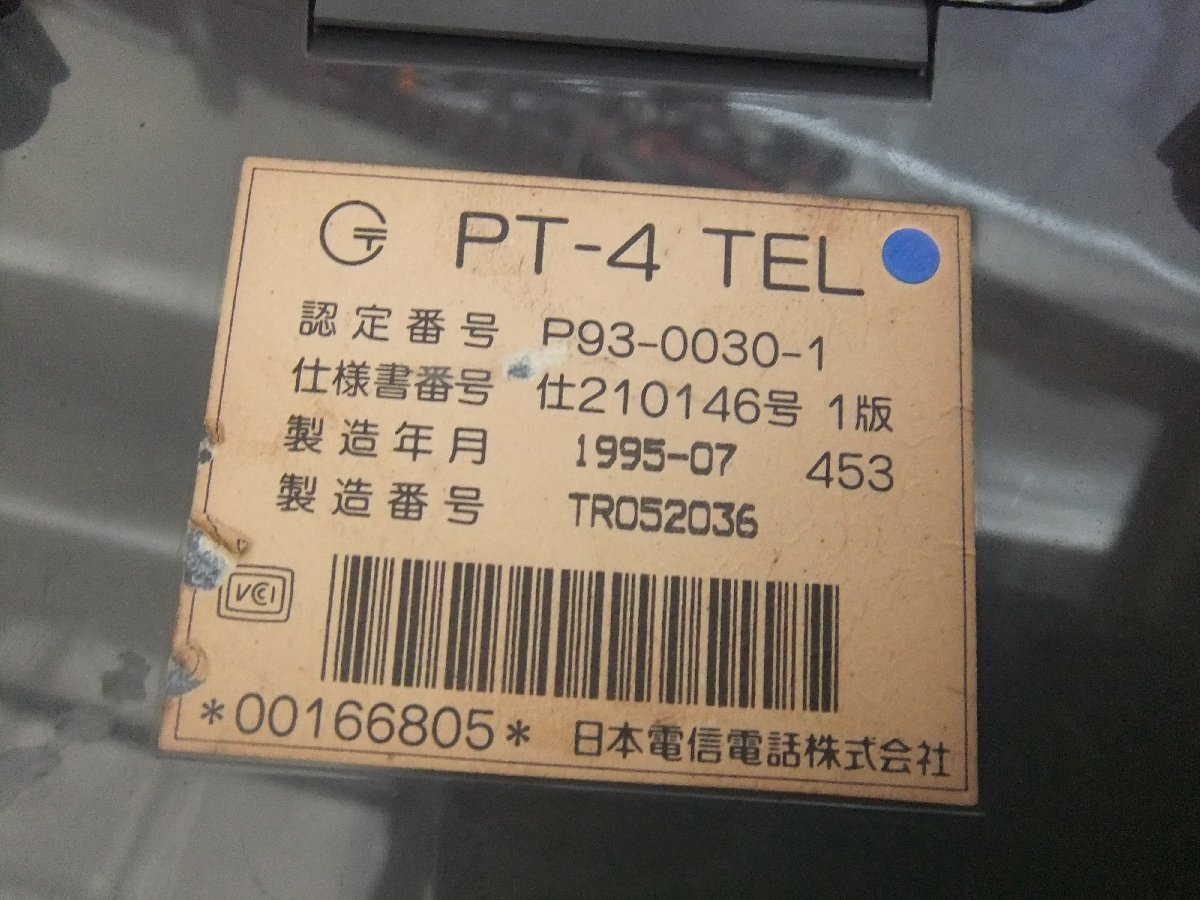 PT-4 TEL
認定番号 P93-0030-1
仕様書番号 仕210146号 1版
製造年月 1995-07 453
製造番号 TR052036
VCCI
*00166805* 日本電信電話株式会社